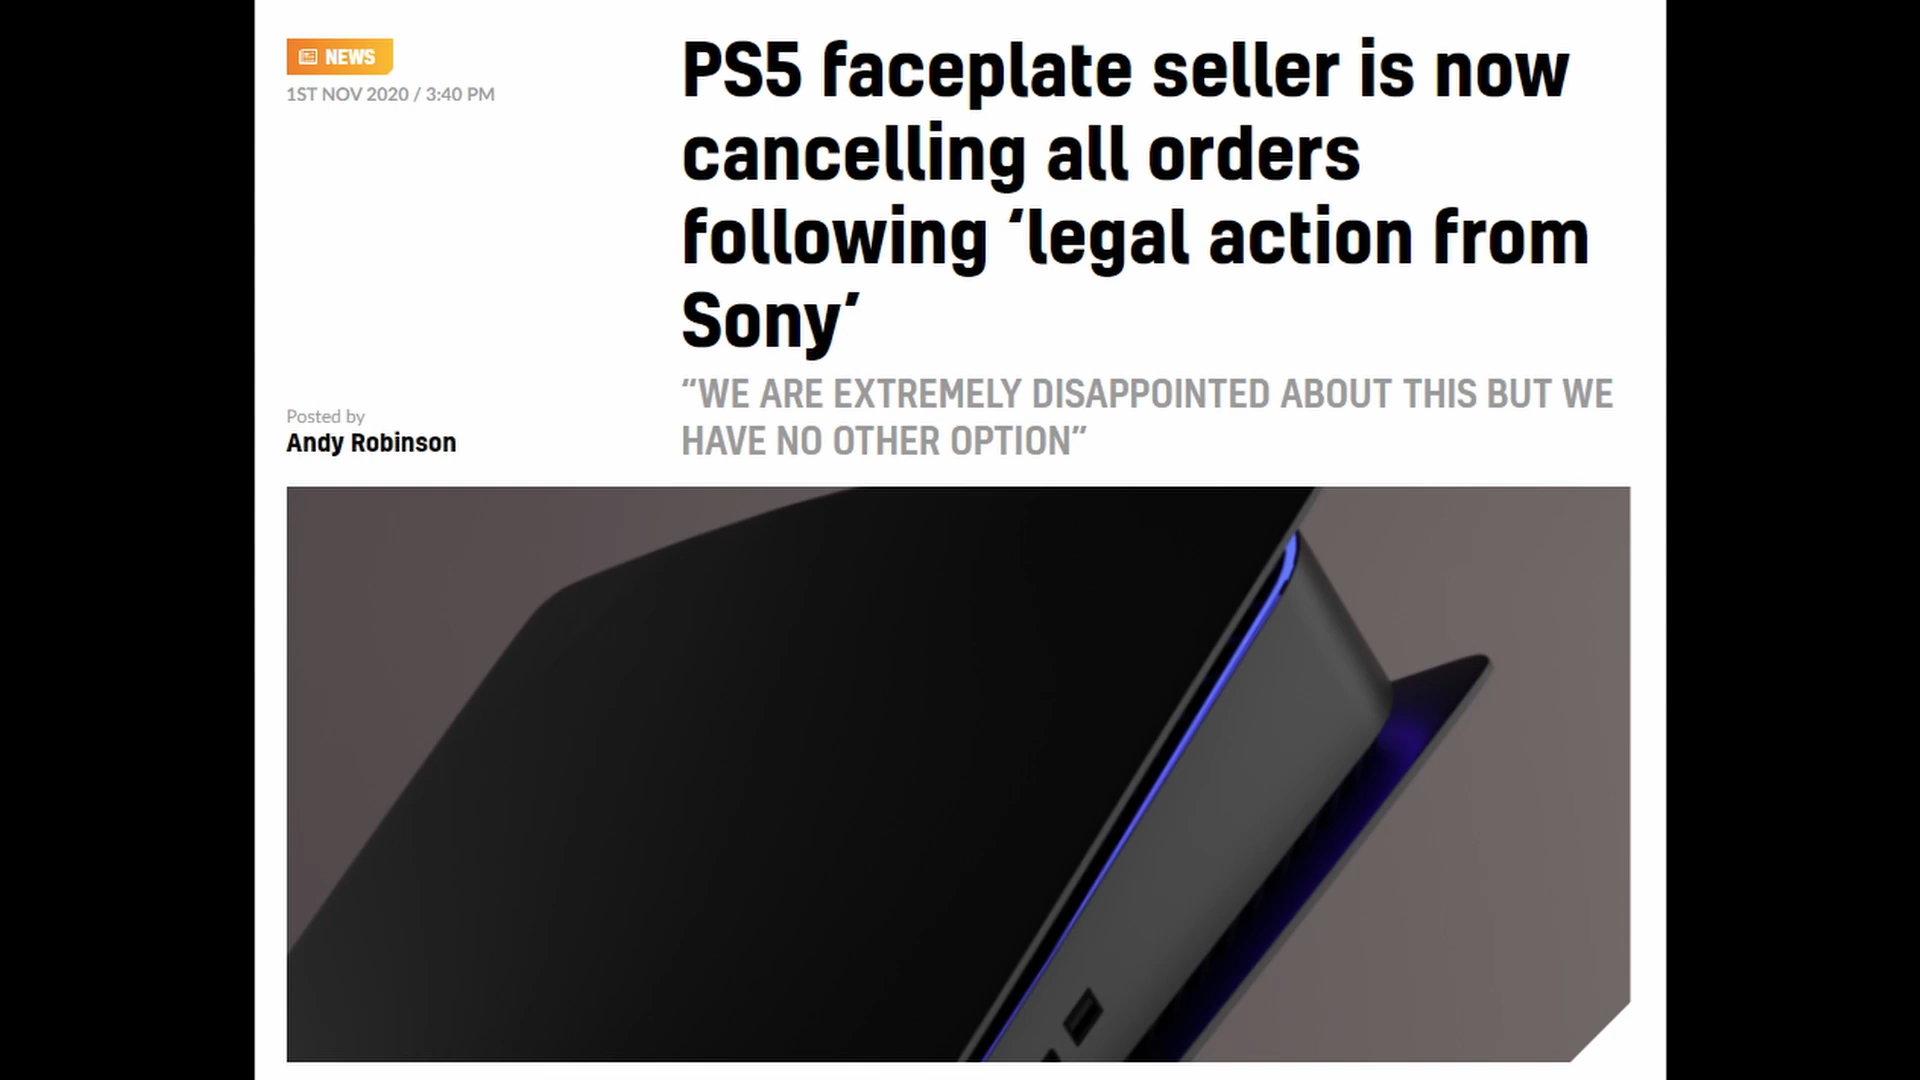 NEWS
1ST NOV 2020 / 3:40 PM
PS5 faceplate seller is now
cancelling all orders
following ‘legal action from
Sony’
“WE ARE EXTREMELY DISAPPOINTED ABOUT THIS BUT WE
HAVE NO OTHER OPTION”
Posted by
Andy Robinson